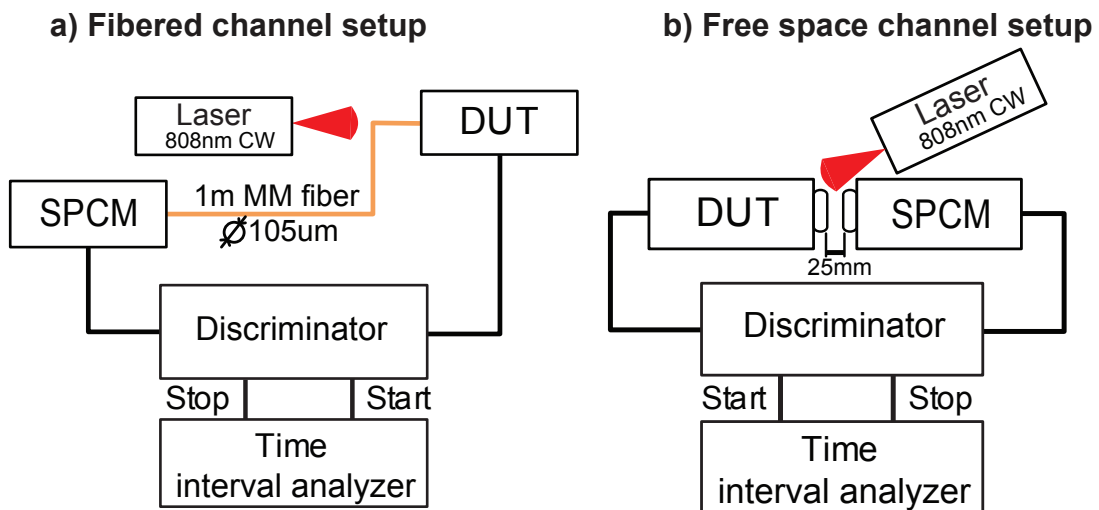 a) Fibered channel setup
Laser
808nm CW
DUT
SPCM
1m MM fiber
Ø105um
Discriminator
Stop
Start
Time
interval analyzer
b) Free space channel setup
Laser
808nm CW
DUT
SPCM
25mm
Discriminator
Start
Stop
Time
interval analyzer